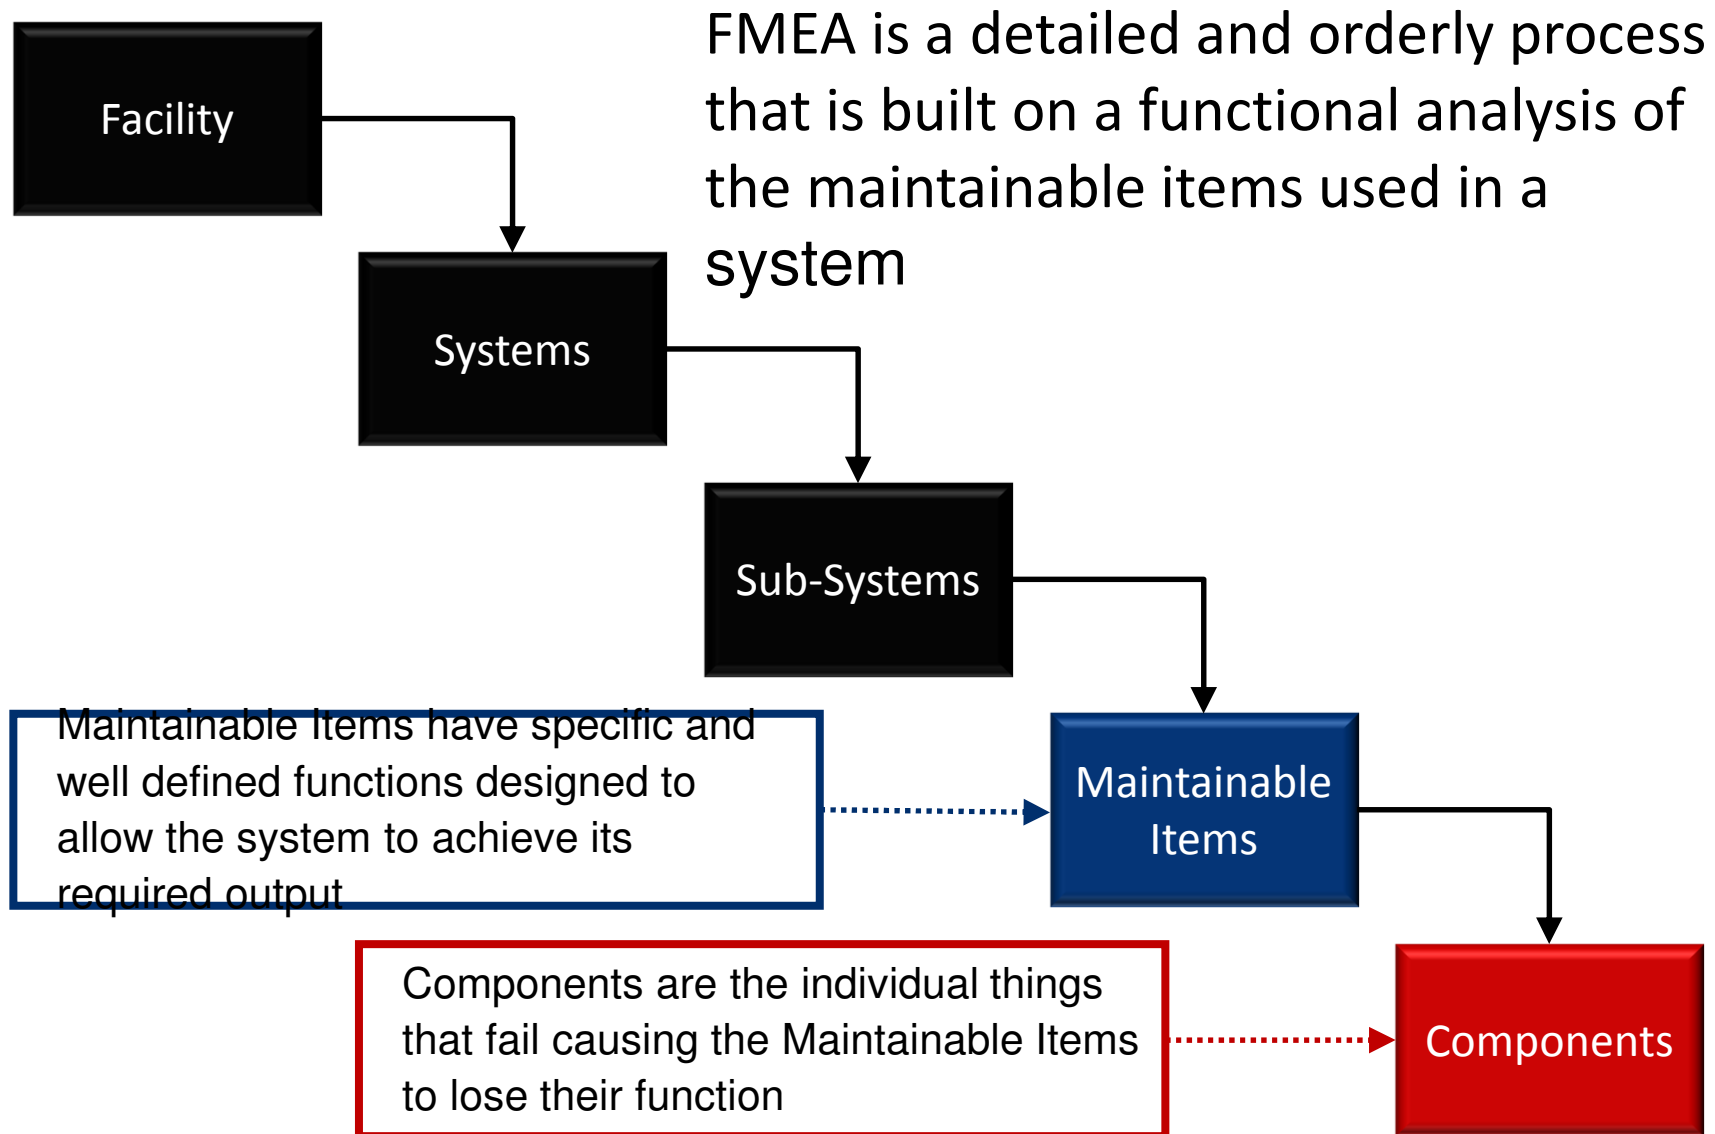 FMEA is a detailed and orderly process
that is built on a functional analysis of
the maintainable items used in a
system
Facility
Systems
Sub-Systems
Maintainable Items have specific and
well defined functions designed to
allow the system to achieve its
required output
Maintainable
Items
Components are the individual things
that fail causing the Maintainable Items
to lose their function
Components